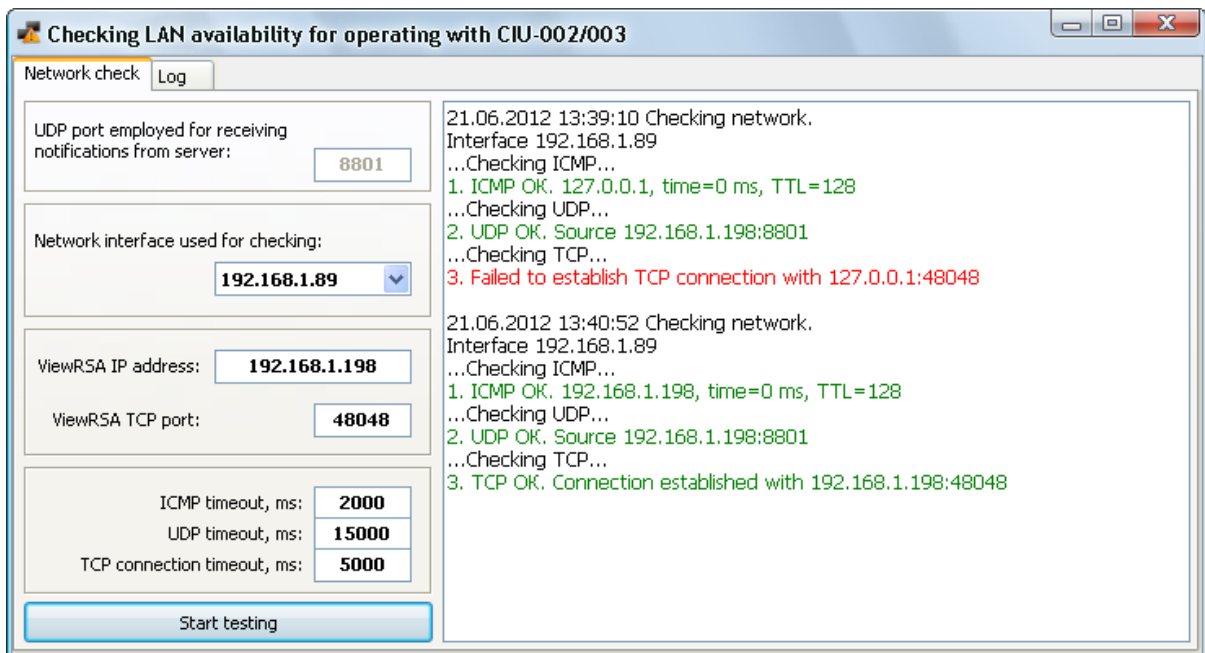 Checking LAN availability for operating with CIU-002/003
Network check
Log
UDP port employed for receiving
notifications from server:
8801
Network interface used for checking:
192.168.1.89
ViewRSA IP address: 192.168.1.198
ViewRSA TCP port: 48048
ICMP timeout, ms: 2000
UDP timeout, ms: 15000
TCP connection timeout, ms: 5000
Start testing
21.06.2012 13:39:10 Checking network.
Interface 192.168.1.89
...Checking ICMP...
1. ICMP OK. 127.0.0.1, time=0 ms, TTL=128
...Checking UDP...
2. UDP OK. Source 192.168.1.198:8801
...Checking TCP...
3. Failed to establish TCP connection with 127.0.0.1:48048
21.06.2012 13:40:52 Checking network.
Interface 192.168.1.89
...Checking ICMP...
1. ICMP OK. 192.168.1.198, time=0 ms, TTL=128
...Checking UDP...
2. UDP OK. Source 192.168.1.198:8801
...Checking TCP...
3. TCP OK. Connection established with 192.168.1.198:48048